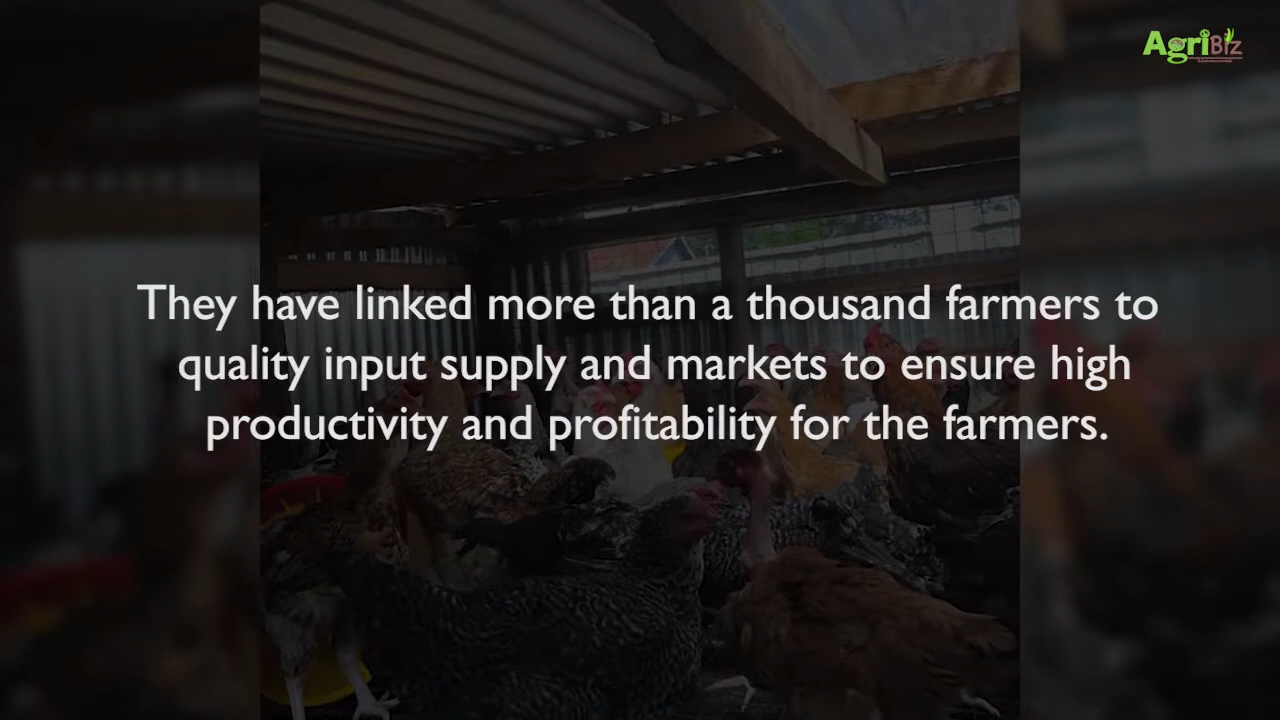 AgriBiz
They have linked more than a thousand farmers to
quality input supply and markets to ensure high
productivity and profitability for the farmers.